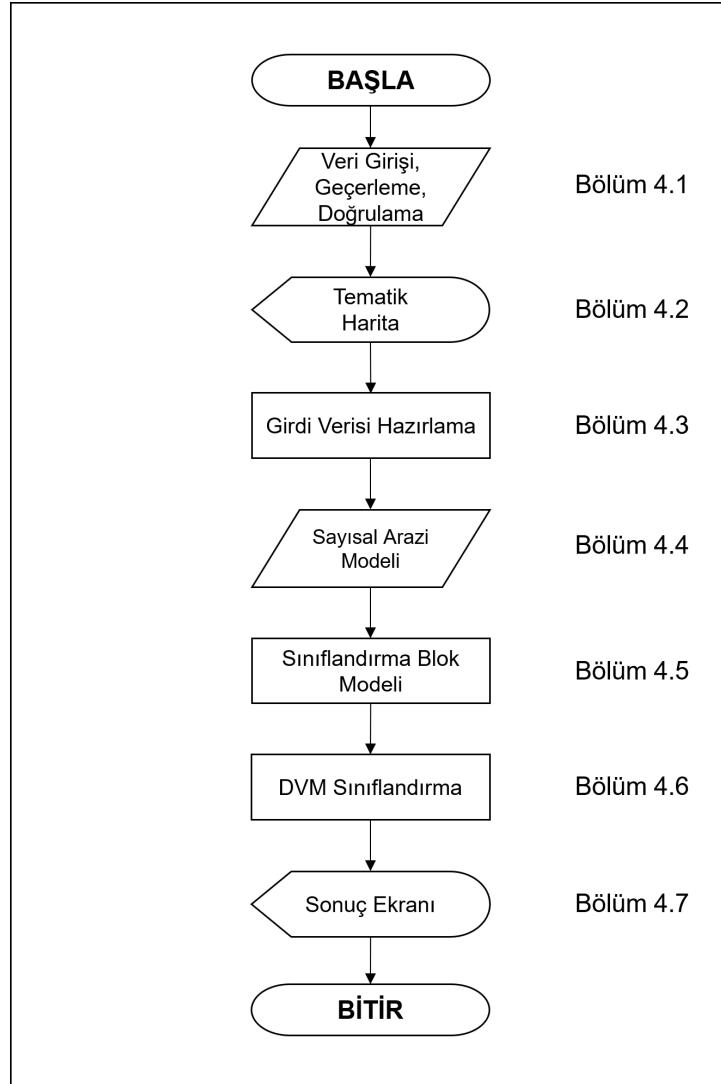 BAŞLA
Veri Girişi,
Geçerleme,
Doğrulama
Bölüm 4.1
Tematik
Harita
Bölüm 4.2
Girdi Verisi Hazırlama
Bölüm 4.3
Sayısal Arazi
Modeli
Bölüm 4.4
Sınıflandırma Blok
Modeli
Bölüm 4.5
DVM Sınıflandırma
Bölüm 4.6
Sonuç Ekranı
Bölüm 4.7
BİTİR